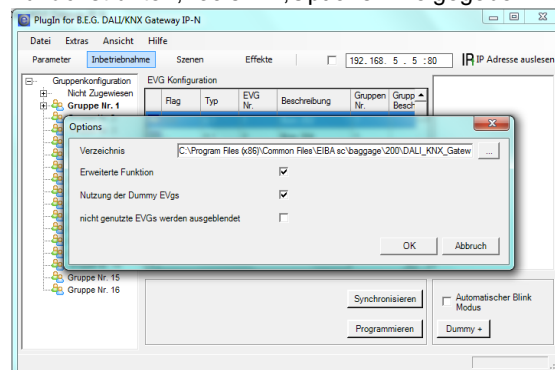 PlugIn for B.E.G. DALI/KNX Gateway IP-N
Datei Extras Ansicht Hilfe
Parameter Inbetriebnahme Szenen Effekte 192. 168. 5 . 5 : 80 IP Adresse auslesen
Gruppenkonfiguration
Nicht Zugewiesen
Gruppe Nr. 1
EVG Konfiguration
Flag Typ EVG Nr. Beschreibung Gruppen Nr. Grupp Besch
Options
Verzeichnis C:\Program Files (x86)\Common Files\EIBA sc\baggage\200\DALI_KNX_Gatew ...
Erweiterte Funktion
Nutzung der Dummy EVgs
nicht genutzte EVGs werden ausgeblendet
OK Abbruch
Gruppe Nr. 15
Gruppe Nr. 16
Synchronisieren
Automatischer Blink Modus
Programmieren
Dummy +